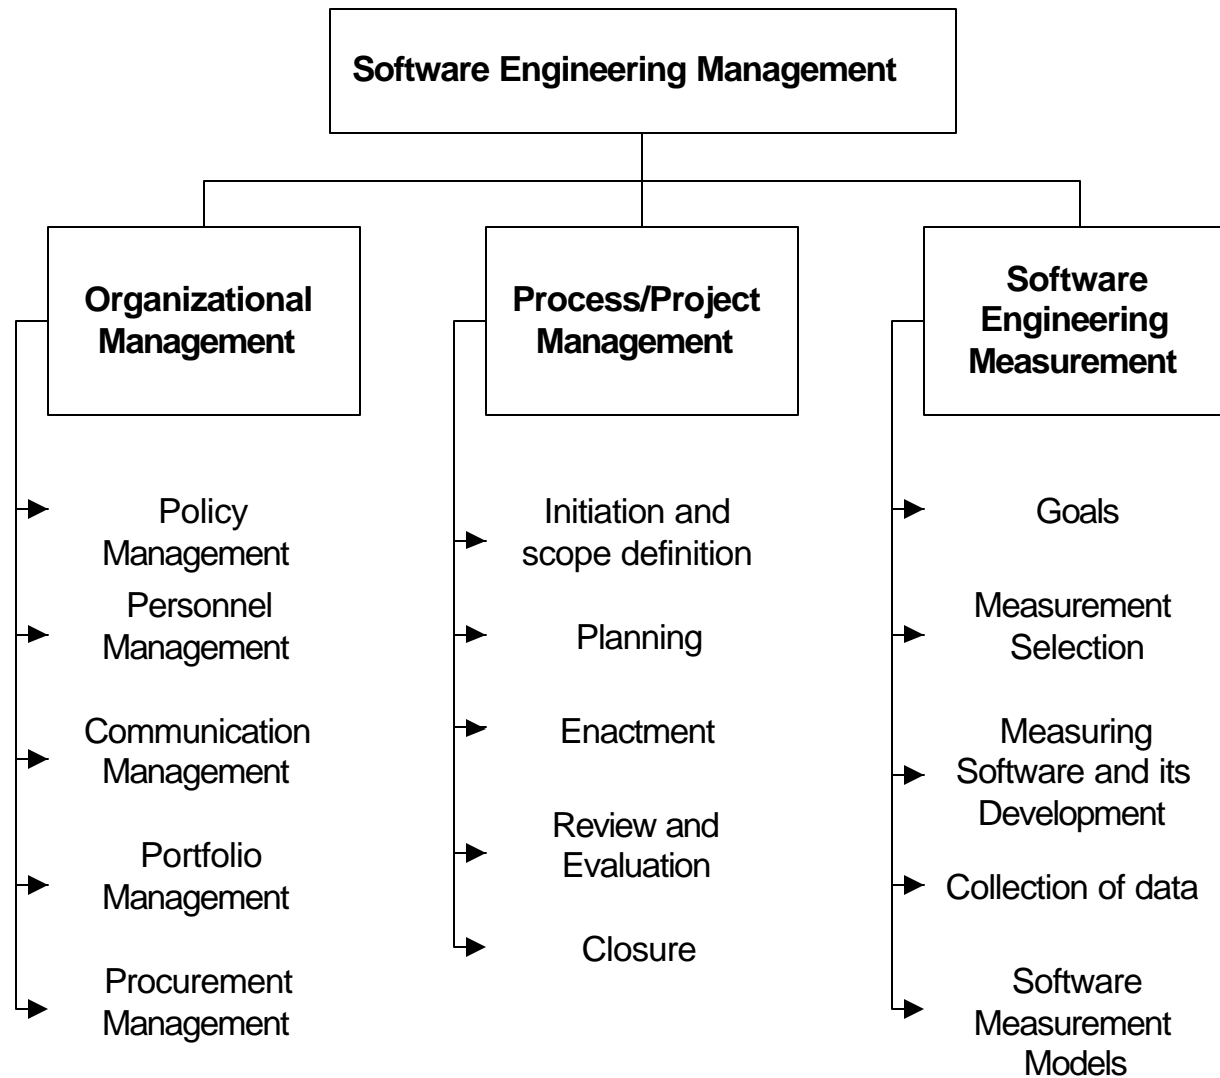 Software Engineering Management
Organizational
Management
Policy
Management
Personnel
Management
Communication
Management
Portfolio
Management
Procurement
Management
Process/Project
Management
Initiation and
scope definition
Planning
Enactment
Review and
Evaluation
Closure
Software
Engineering
Measurement
Goals
Measurement
Selection
Measuring
Software and its
Development
Collection of data
Software
Measurement
Models